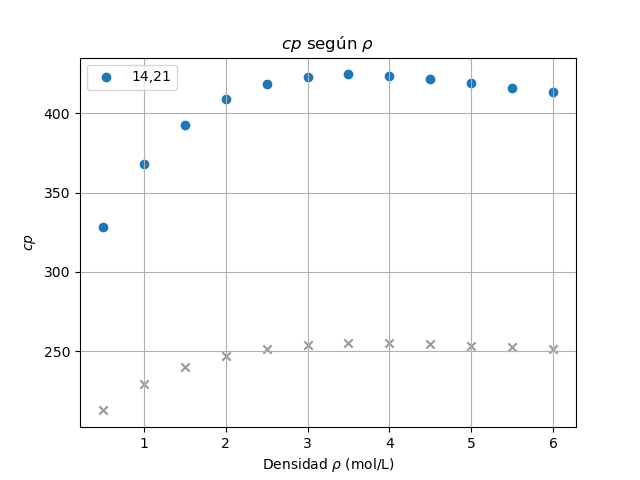 cp según ρ
14,21
400
350
300
250
cp
1 2 3 4 5 6
Densidad ρ (mol/L)